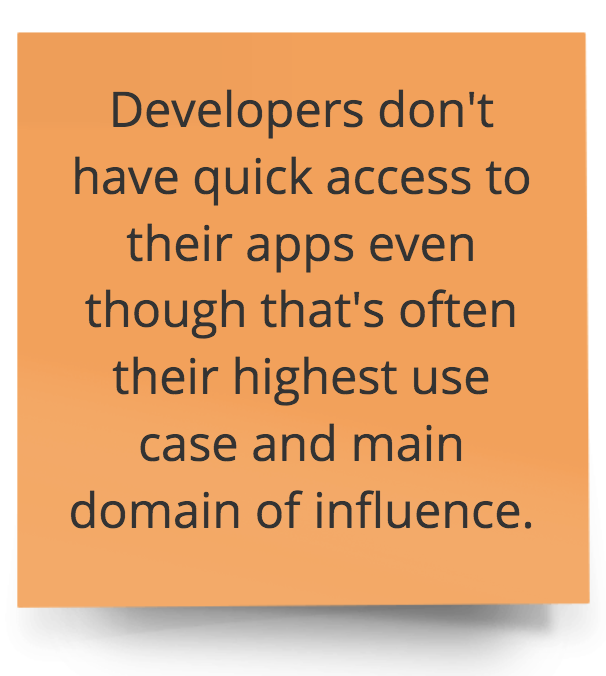 Developers don't
have quick access to
their apps even
though that's often
their highest use
case and main
domain of influence.